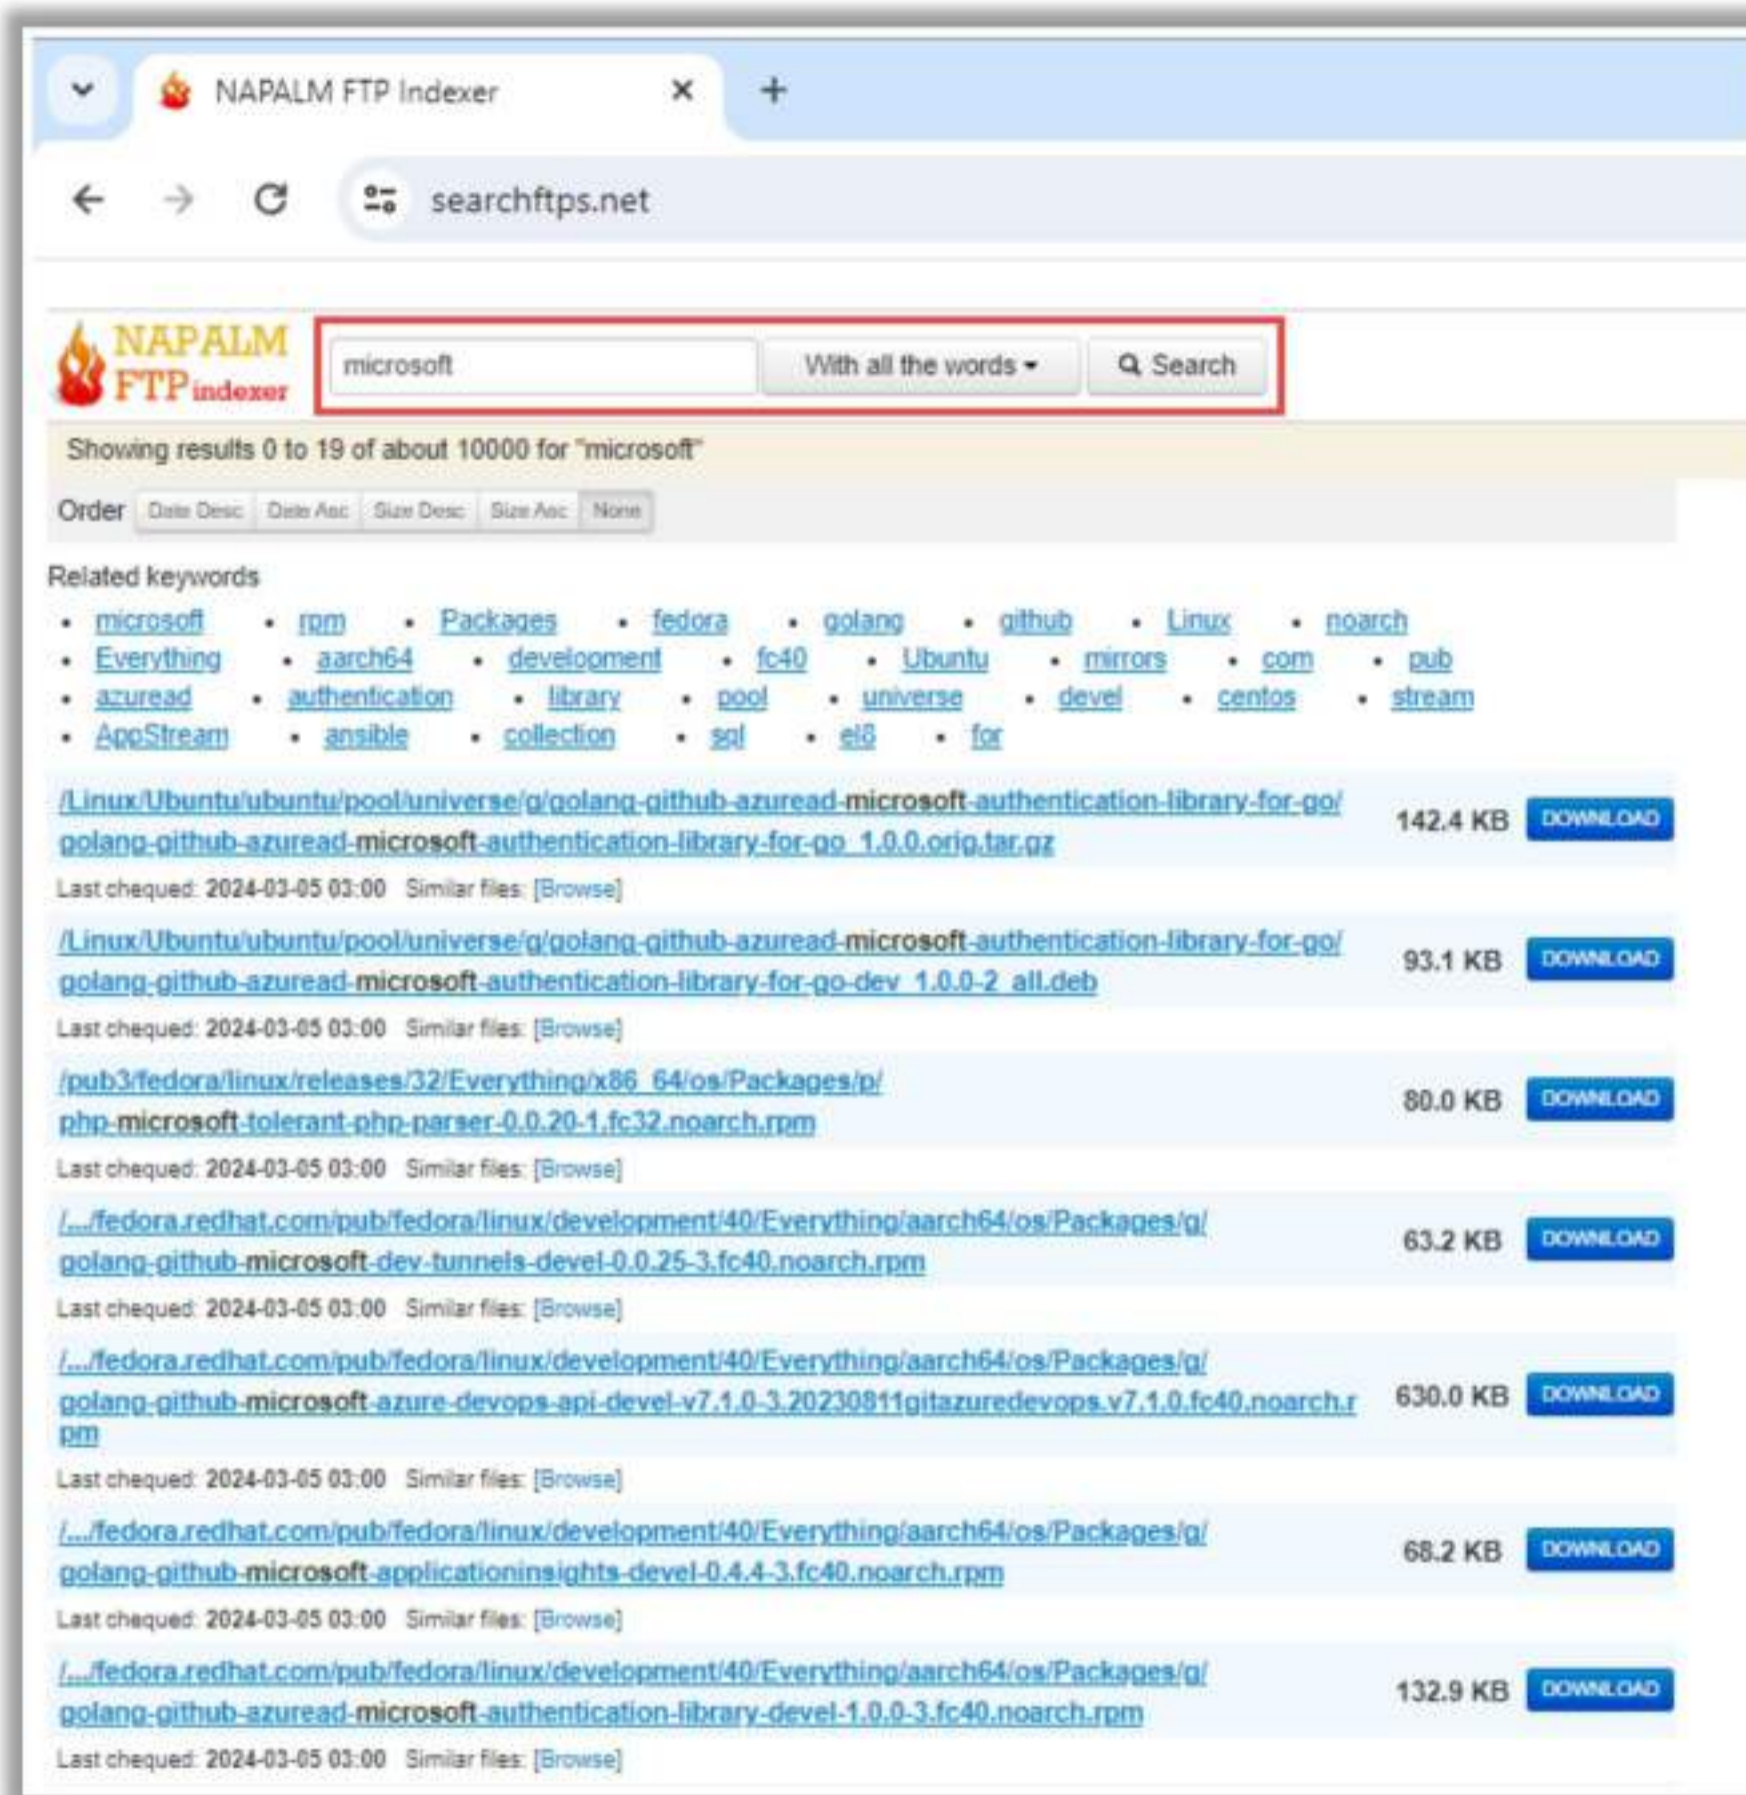 NAPALM FTP Indexer
searchftps.net
NAPALM
FTP indexer
microsoft With all the words Search
Showing results 0 to 19 of about 10000 for "microsoft"
Order Date Desc Date Asc Size Desc Size Asc None
Related keywords
• microsoft • rpm • Packages • fedora • golang • github • Linux • noarch
• Everything • aarch64 • development • fc40 • Ubuntu • mirrors • com • pub
• azuread • authentication • library • pool • universe • devel • centos • stream
• AppStream • ansible • collection • sql • el8 • for
/Linux/Ubuntu/ubuntu/pool/universe/g/golang-github-azuread-microsoft-authentication-library-for-go/
golang-github-azuread-microsoft-authentication-library-for-go_1.0.0.orig.tar.gz
142.4 KB DOWNLOAD
Last chequed: 2024-03-05 03:00 Similar files: [Browse]
/Linux/Ubuntu/ubuntu/pool/universe/g/golang-github-azuread-microsoft-authentication-library-for-go/
golang-github-azuread-microsoft-authentication-library-for-go-dev_1.0.0-2_all.deb
93.1 KB DOWNLOAD
Last chequed: 2024-03-05 03:00 Similar files: [Browse]
/pub3/fedora/linux/releases/32/Everything/x86_64/os/Packages/p/
php-microsoft-tolerant-php-parser-0.0.20-1.fc32.noarch.rpm
80.0 KB DOWNLOAD
Last chequed: 2024-03-05 03:00 Similar files: [Browse]
/.../fedora.redhat.com/pub/fedora/linux/development/40/Everything/aarch64/os/Packages/g/
golang-github-microsoft-dev-tunnels-devel-0.0.25-3.fc40.noarch.rpm
63.2 KB DOWNLOAD
Last chequed: 2024-03-05 03:00 Similar files: [Browse]
/.../fedora.redhat.com/pub/fedora/linux/development/40/Everything/aarch64/os/Packages/g/
golang-github-microsoft-azure-devops-api-devel-v7.1.0-3.20230811gitazuredevops.v7.1.0.fc40.noarch.r
pm
630.0 KB DOWNLOAD
Last chequed: 2024-03-05 03:00 Similar files: [Browse]
/.../fedora.redhat.com/pub/fedora/linux/development/40/Everything/aarch64/os/Packages/g/
golang-github-microsoft-applicationinsights-devel-0.4.4-3.fc40.noarch.rpm
68.2 KB DOWNLOAD
Last chequed: 2024-03-05 03:00 Similar files: [Browse]
/.../fedora.redhat.com/pub/fedora/linux/development/40/Everything/aarch64/os/Packages/g/
golang-github-azuread-microsoft-authentication-library-devel-1.0.0-3.fc40.noarch.rpm
132.9 KB DOWNLOAD
Last chequed: 2024-03-05 03:00 Similar files: [Browse]